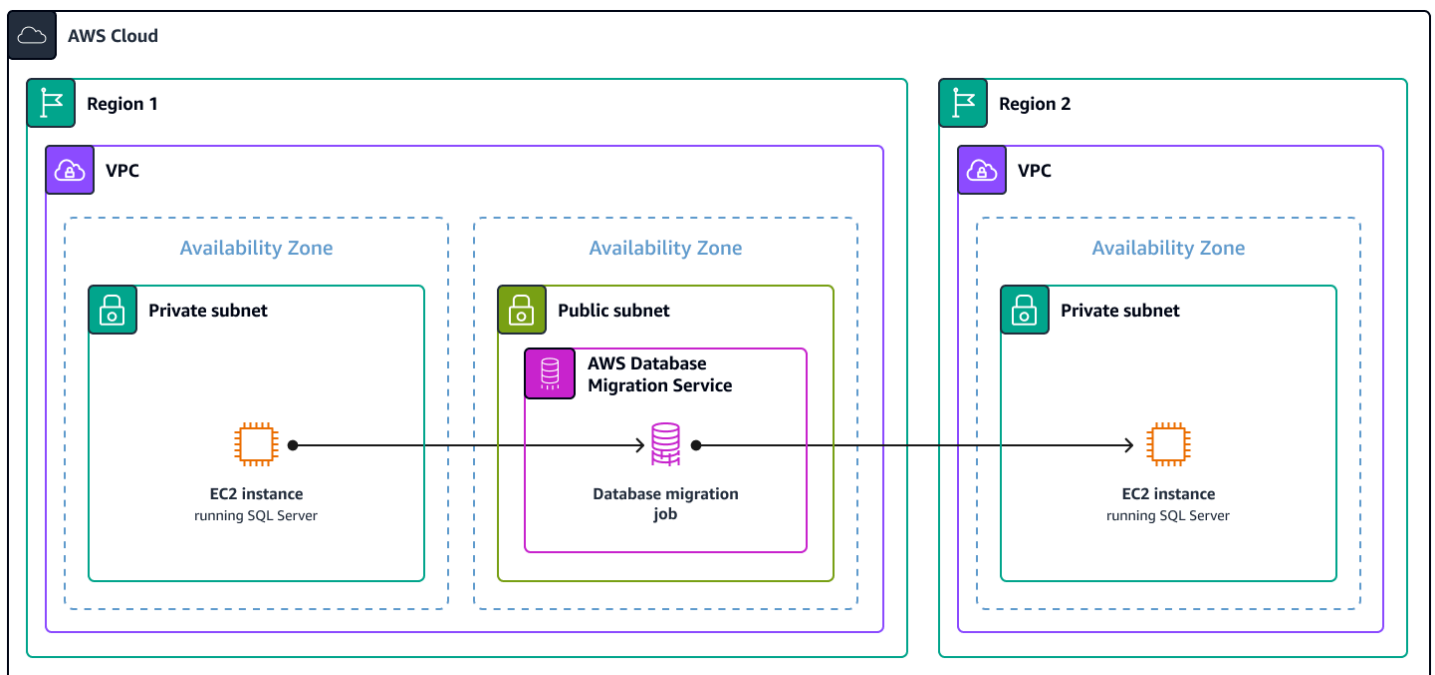 AWS Cloud
Region 1
Region 2
VPC
VPC
Availability Zone
Availability Zone
Availability Zone
Private subnet
Public subnet
Private subnet
AWS Database
Migration Service
EC2 instance
running SQL Server
Database migration
job
EC2 instance
running SQL Server